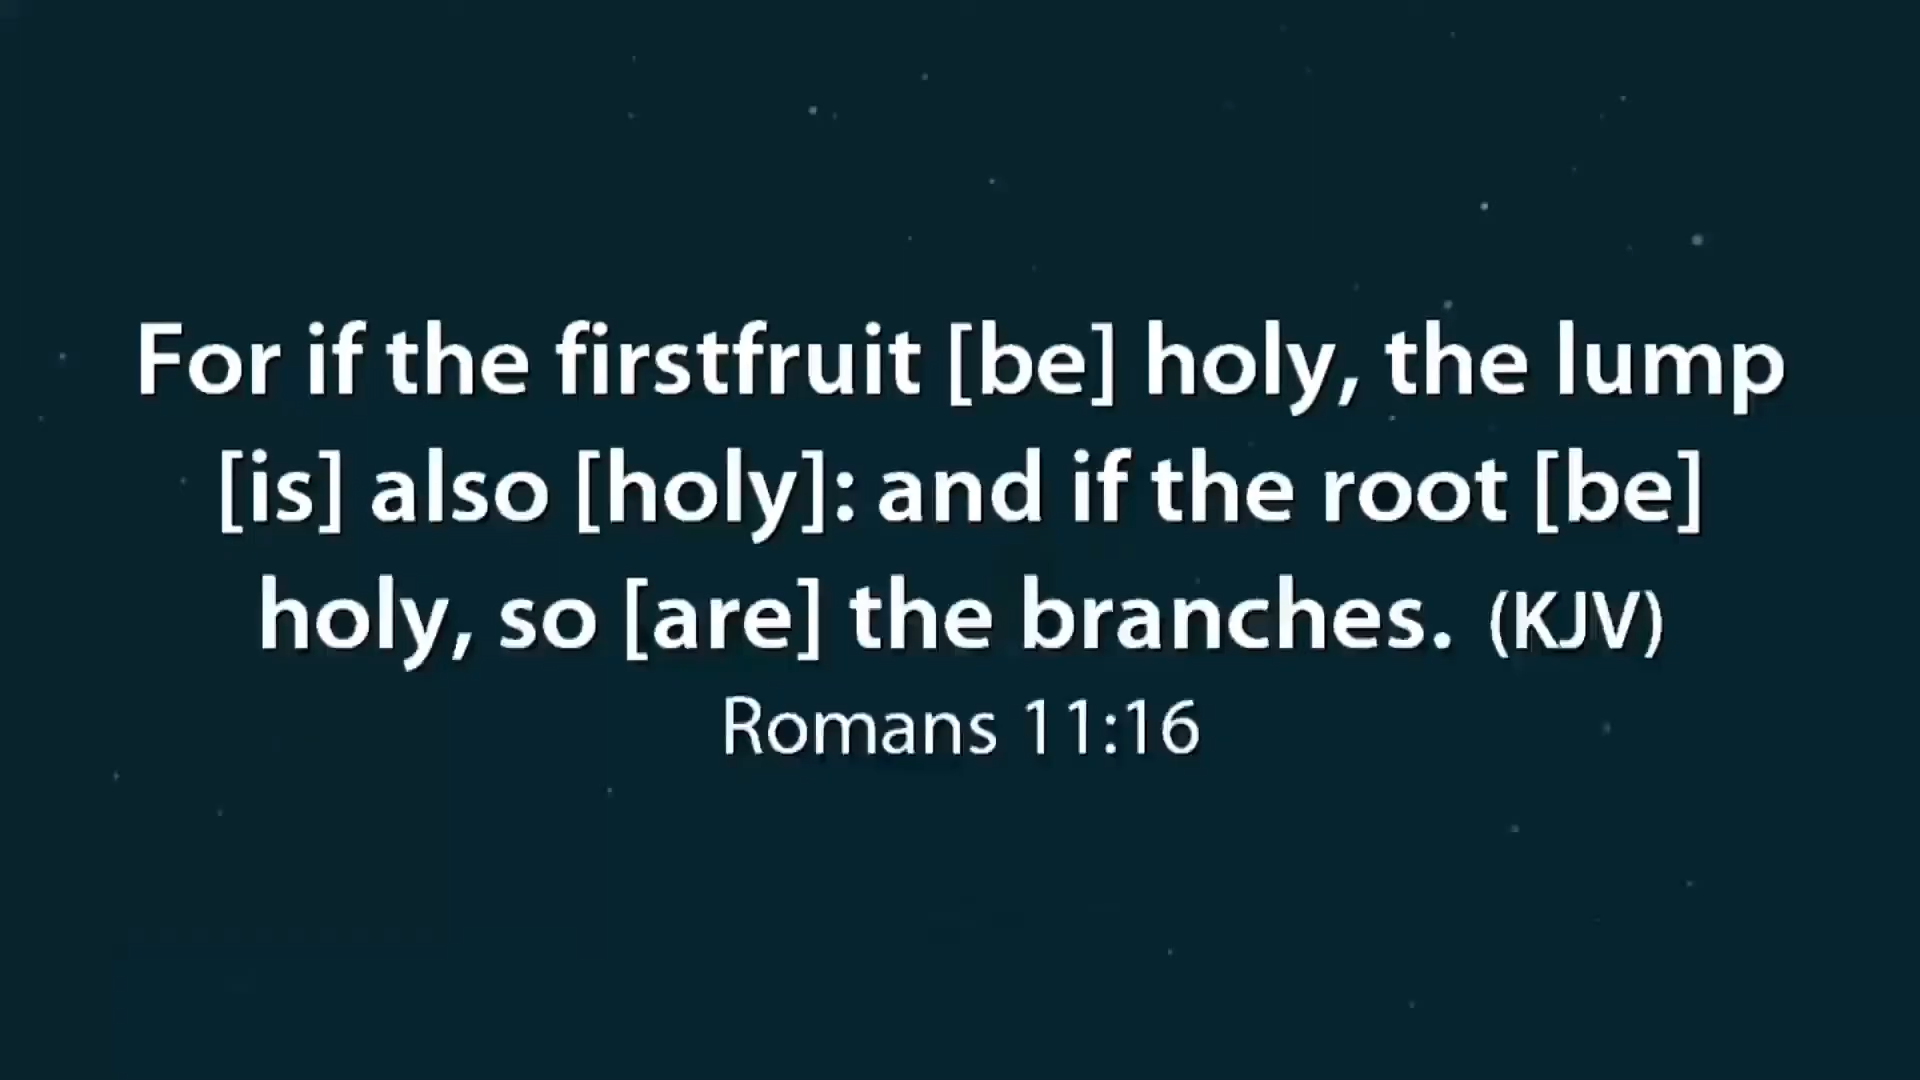 For if the firstfruit [be] holy, the lump
[is] also [holy]: and if the root [be]
holy, so [are] the branches. (KJV)
Romans 11:16